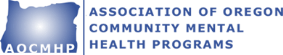 AOCMHP
ASSOCIATION OF OREGON
COMMUNITY MENTAL
HEALTH PROGRAMS